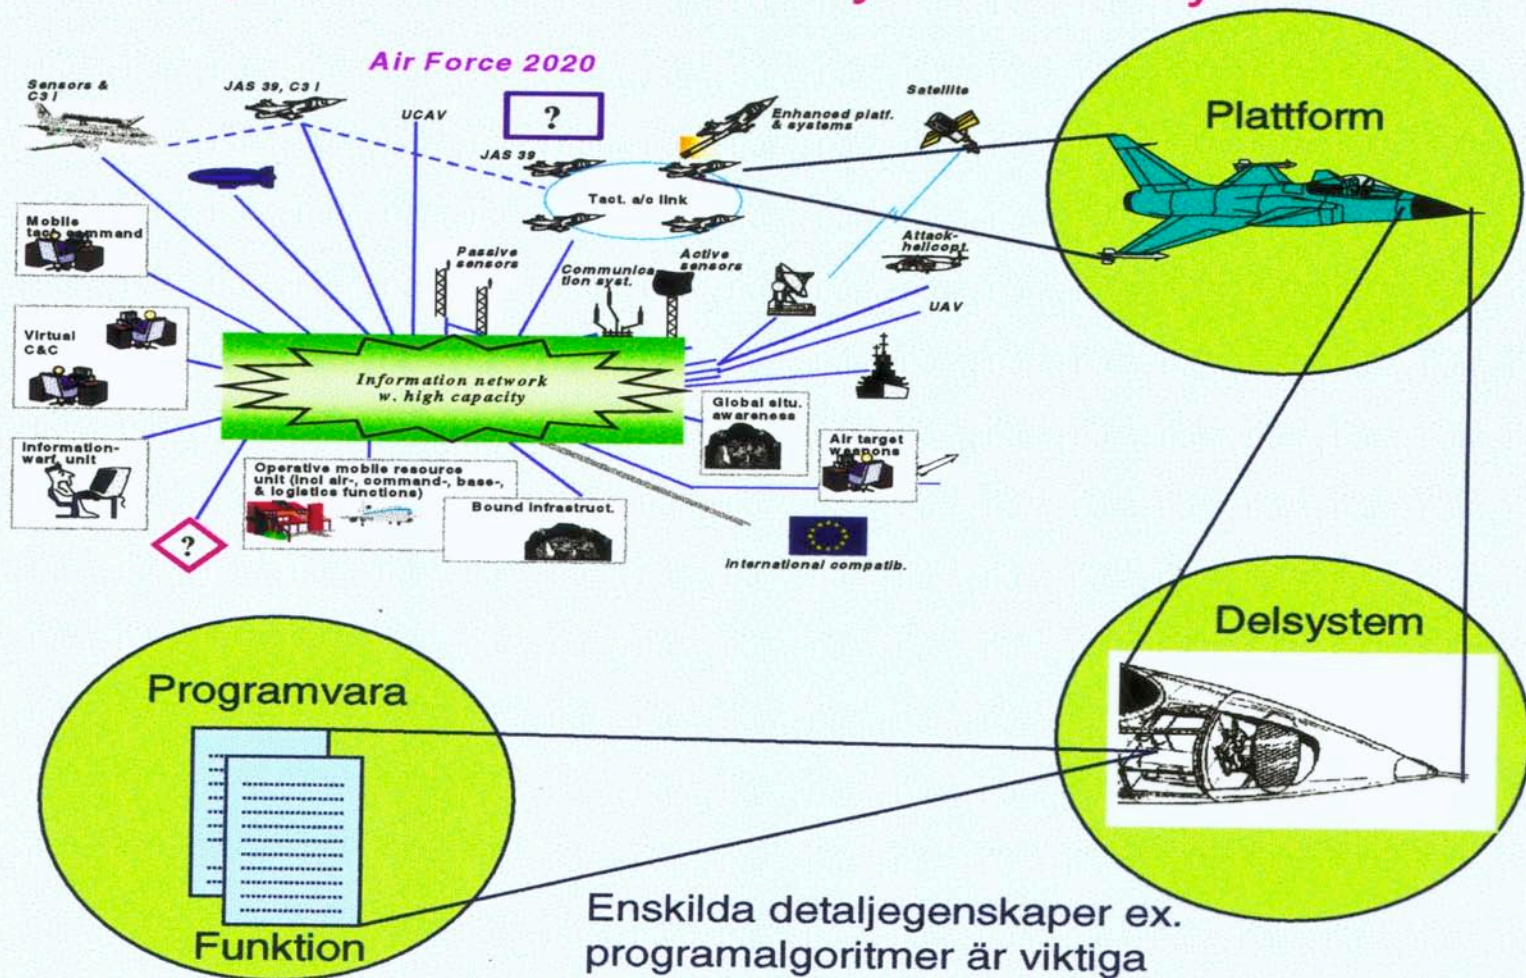 Air Force 2020
Sensors &
C3 I
JAS 39, C3 I
UCAV
?
Enhanced platf.
& systems
Satellite
JAS 39
Tact. a/c link
Mobile
tact. command
Passive
sensors
Communica
tion syst.
Active
sensors
Attack-
helicopt.
UAV
Virtual
C&C
Information network
w. high capacity
Global situ.
awareness
Air target
weapons
Information-
warf. unit
Operative mobile resource
unit (incl air-, command-, base-,
& logistics functions)
Bound infrastruct.
?
International compatib.
Plattform
Delsystem
Programvara
Funktion
Enskilda detaljegenskaper ex.
programalgoritmer är viktiga